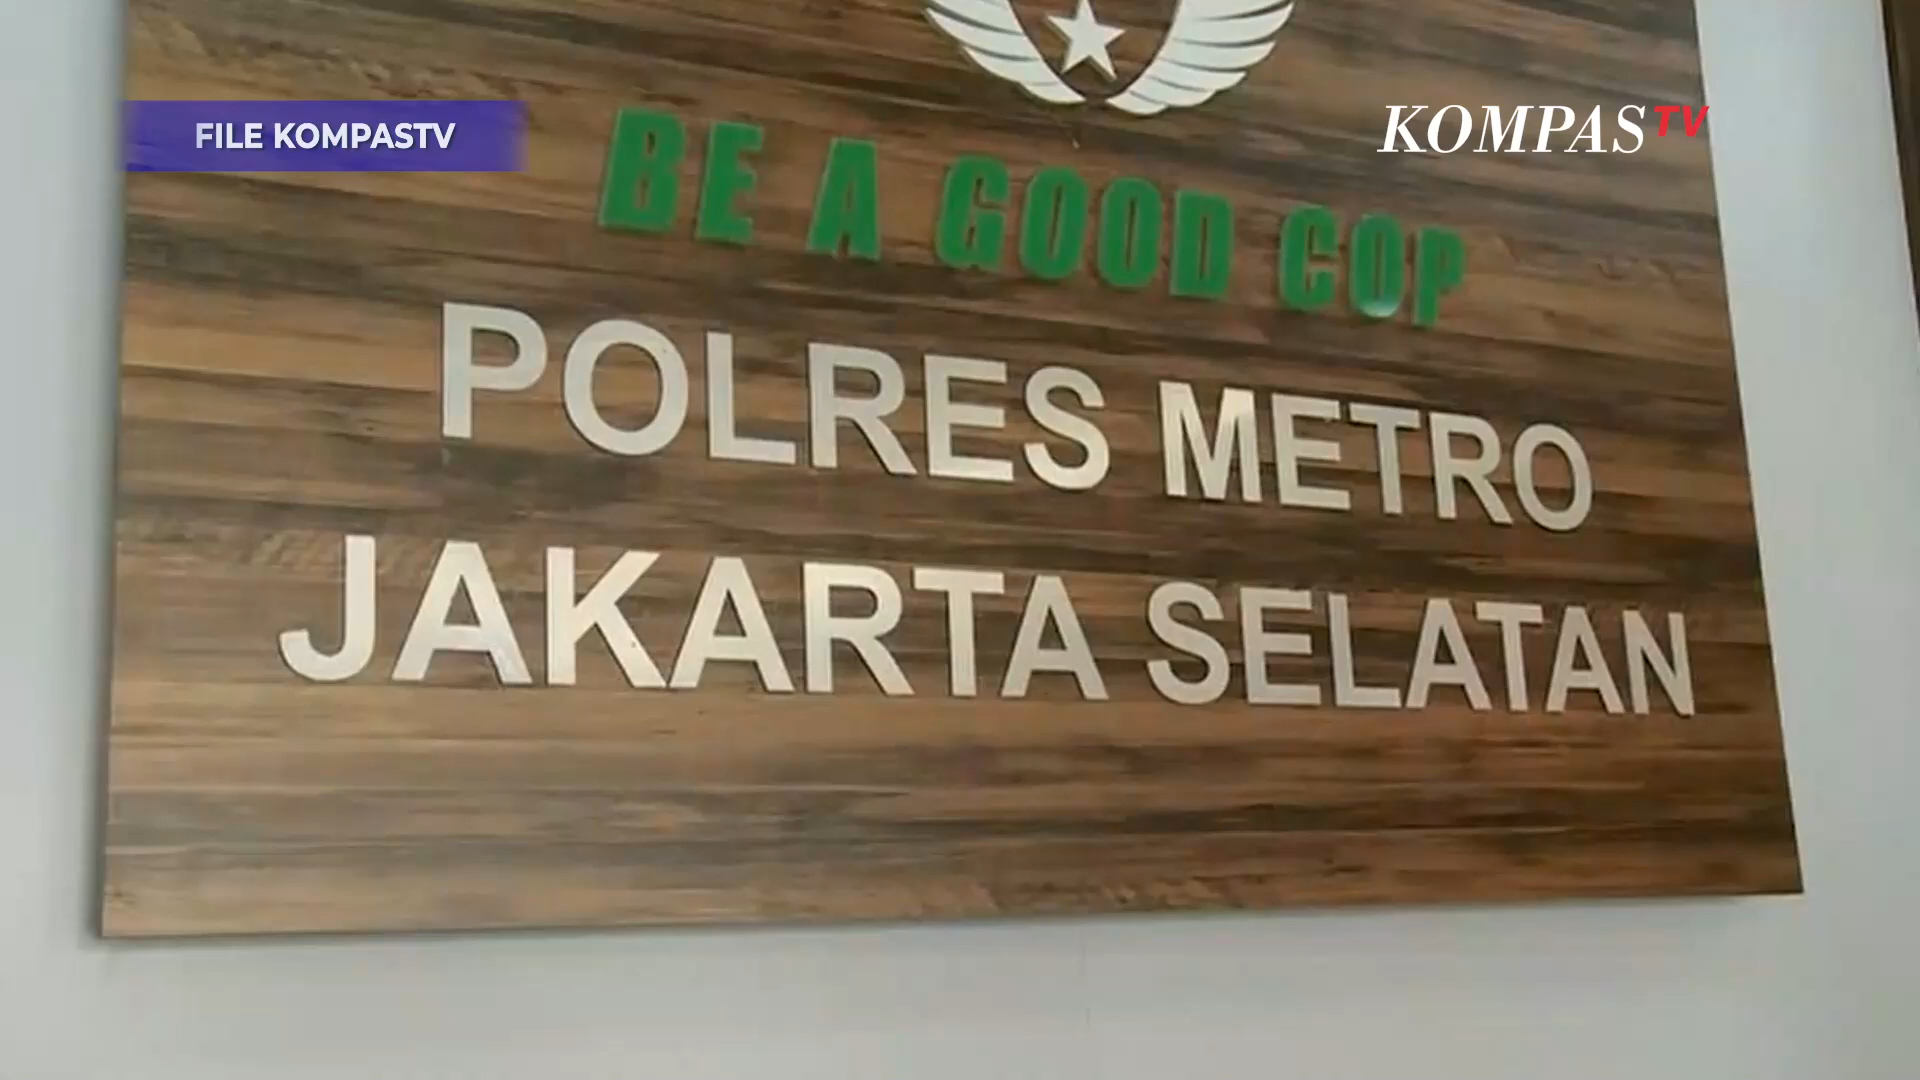 FILE KOMPASTV
KOMPASTV
BE A GOOD COP
POLRES METRO
JAKARTA SELATAN